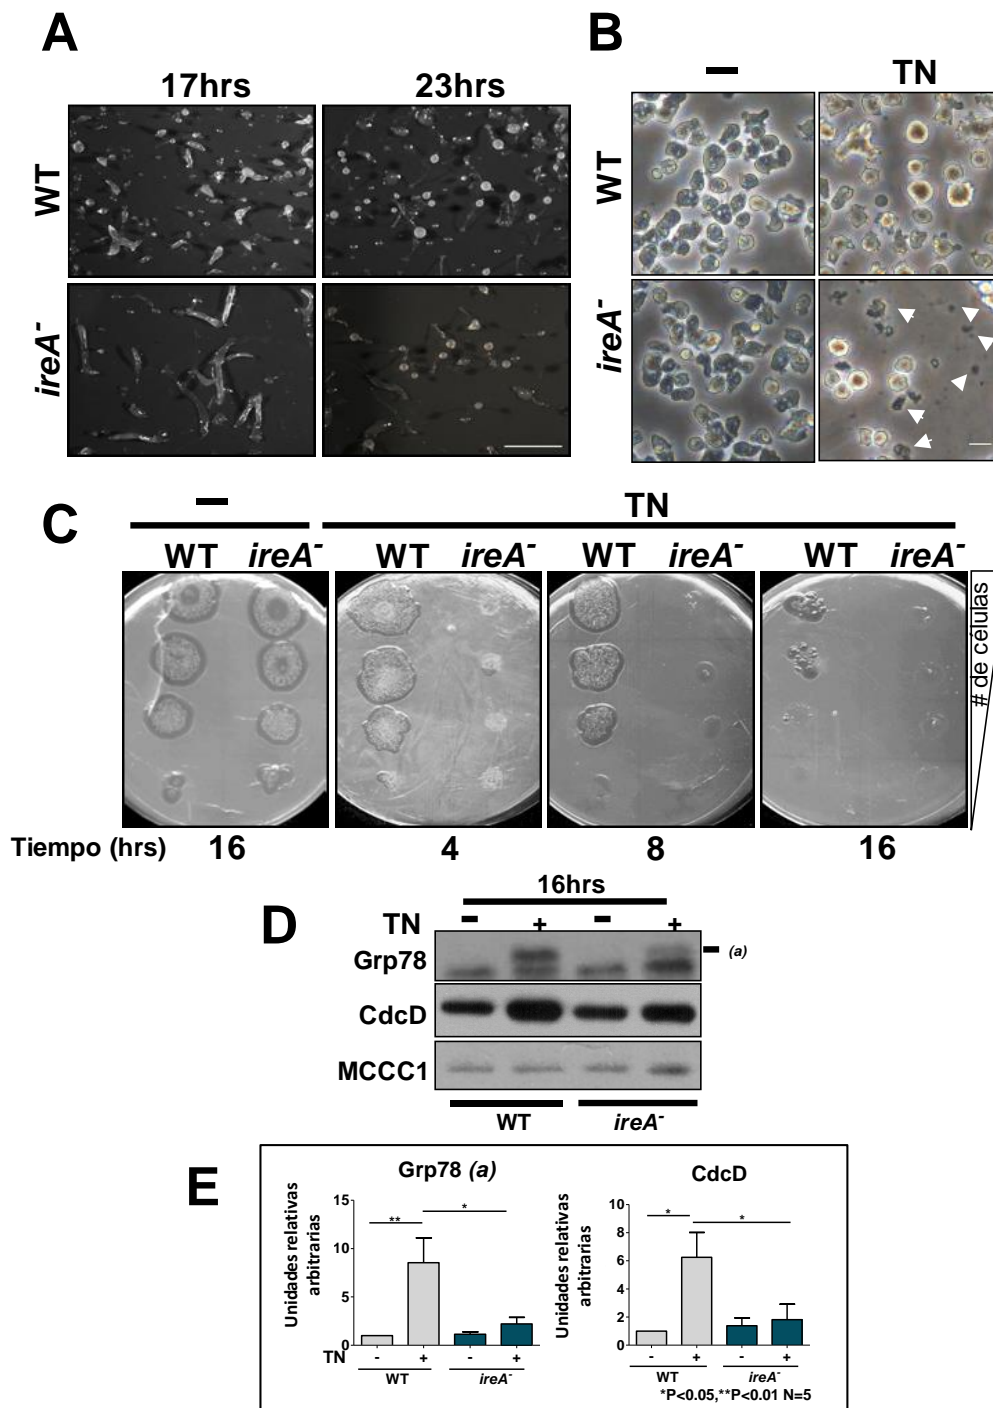 A
17hrs 23hrs
WT
ireA-
B
– TN
WT
ireA-
C
– TN
WT ireA- WT ireA- WT ireA- WT ireA-
# de células
Tiempo (hrs) 16 4 8 16
D
16hrs
TN - + - +
Grp78 (a)
CdcD
MCCC1
WT ireA-
E
Grp78 (a)
Unidades relativas
arbitrarias
15
10
5
0
** *
TN - + - +
WT ireA-
CdcD
Unidades relativas
arbitrarias
10
8
6
4
2
0
* *
- + - +
WT ireA-
*P<0.05,**P<0.01 N=5